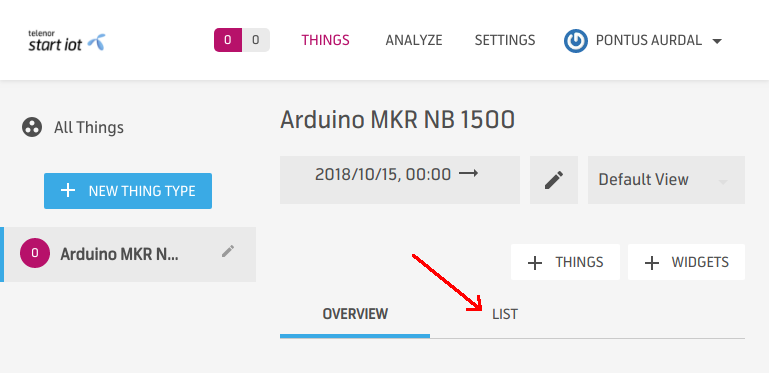 telenor
start iot
0 0 THINGS ANALYZE SETTINGS PONTUS AURDAL
All Things
+ NEW THING TYPE
0 Arduino MKR N...
Arduino MKR NB 1500
2018/10/15, 00:00 →
Default View
+ THINGS + WIDGETS
OVERVIEW LIST